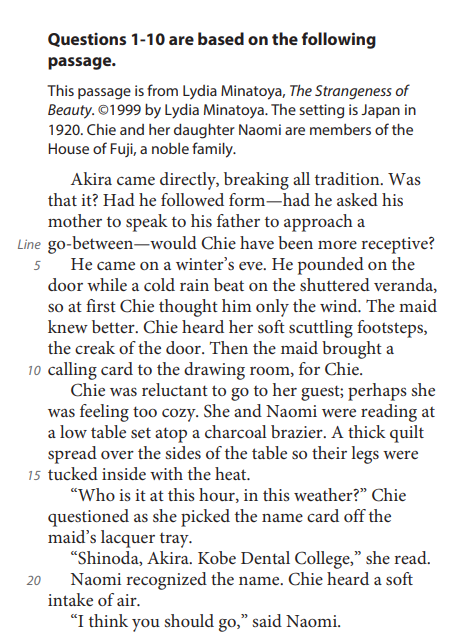 Questions 1-10 are based on the following
passage.
This passage is from Lydia Minatoya, The Strangeness of
Beauty. ©1999 by Lydia Minatoya. The setting is Japan in
1920. Chie and her daughter Naomi are members of the
House of Fuji, a noble family.
Akira came directly, breaking all tradition. Was
that it? Had he followed form—had he asked his
mother to speak to his father to approach a
Line go-between—would Chie have been more receptive?
5 He came on a winter’s eve. He pounded on the
door while a cold rain beat on the shuttered veranda,
so at first Chie thought him only the wind. The maid
knew better. Chie heard her soft scuttling footsteps,
the creak of the door. Then the maid brought a
10 calling card to the drawing room, for Chie.
Chie was reluctant to go to her guest; perhaps she
was feeling too cozy. She and Naomi were reading at
a low table set atop a charcoal brazier. A thick quilt
spread over the sides of the table so their legs were
15 tucked inside with the heat.
“Who is it at this hour, in this weather?” Chie
questioned as she picked the name card off the
maid’s lacquer tray.
“Shinoda, Akira. Kobe Dental College,” she read.
20 Naomi recognized the name. Chie heard a soft
intake of air.
“I think you should go,” said Naomi.